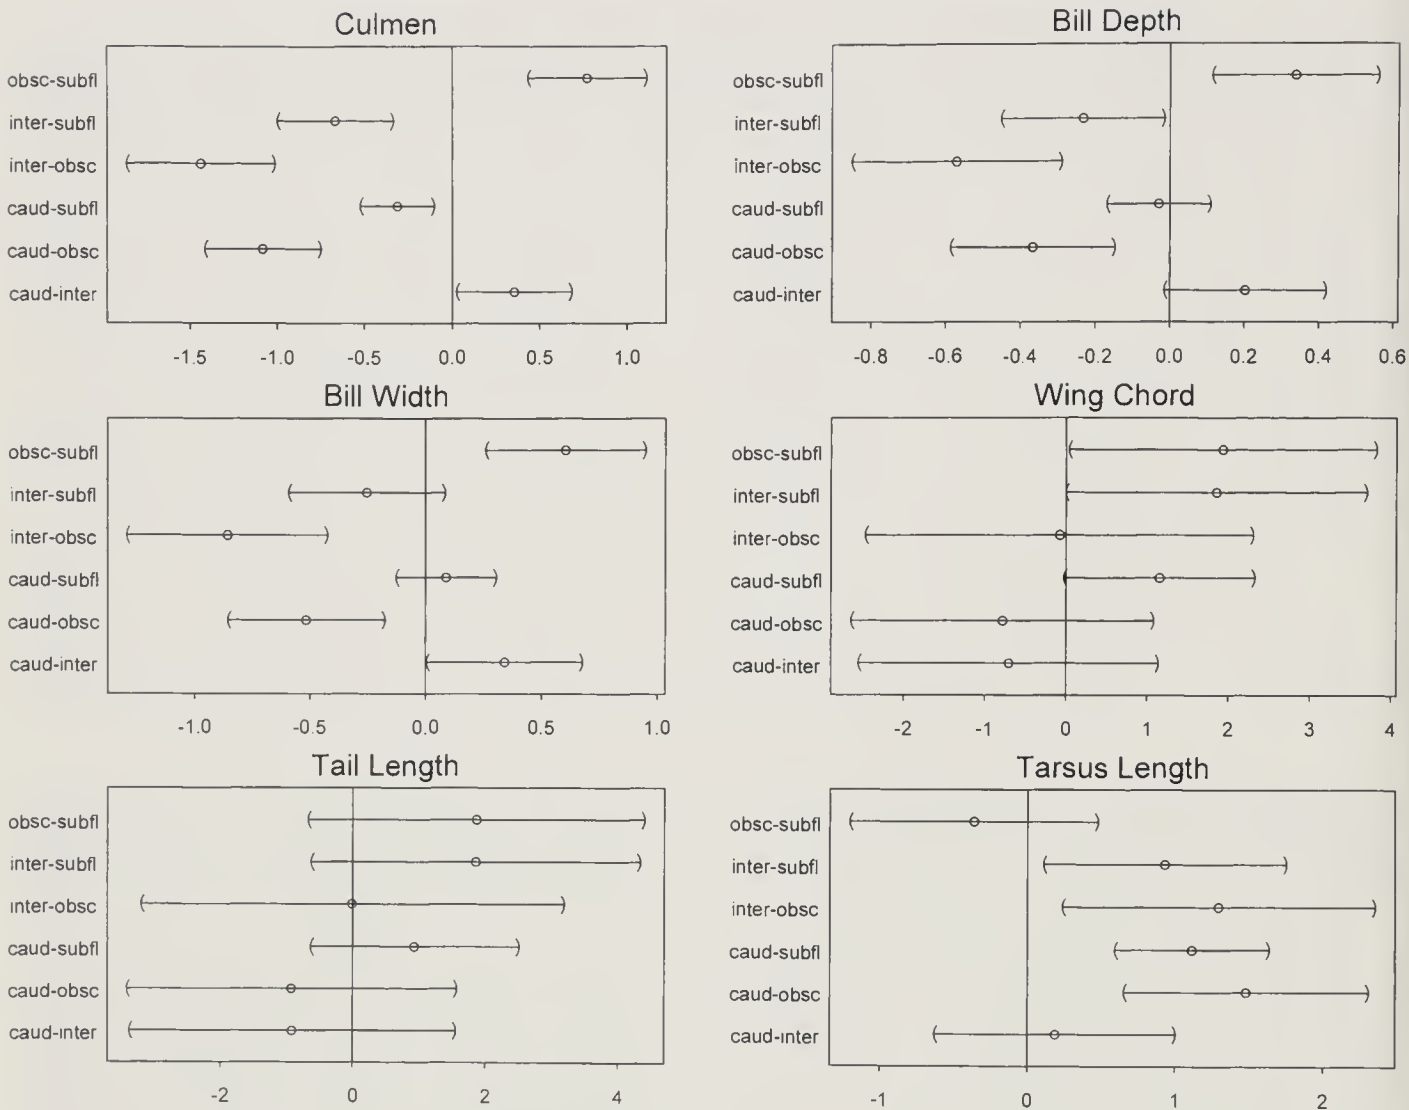 Culmen
obsc-subfl
inter-subfl
inter-obsc
caud-subfl
caud-obsc
caud-inter
-1.5 -1.0 -0.5 0.0 0.5 1.0
Bill Depth
obsc-subfl
inter-subfl
inter-obsc
caud-subfl
caud-obsc
caud-inter
-0.8 -0.6 -0.4 -0.2 0.0 0.2 0.4 0.6
Bill Width
obsc-subfl
inter-subfl
inter-obsc
caud-subfl
caud-obsc
caud-inter
-1.0 -0.5 0.0 0.5 1.0
Wing Chord
obsc-subfl
inter-subfl
inter-obsc
caud-subfl
caud-obsc
caud-inter
-2 -1 0 1 2 3 4
Tail Length
obsc-subfl
inter-subfl
inter-obsc
caud-subfl
caud-obsc
caud-inter
-2 0 2 4
Tarsus Length
obsc-subfl
inter-subfl
inter-obsc
caud-subfl
caud-obsc
caud-inter
-1 0 1 2